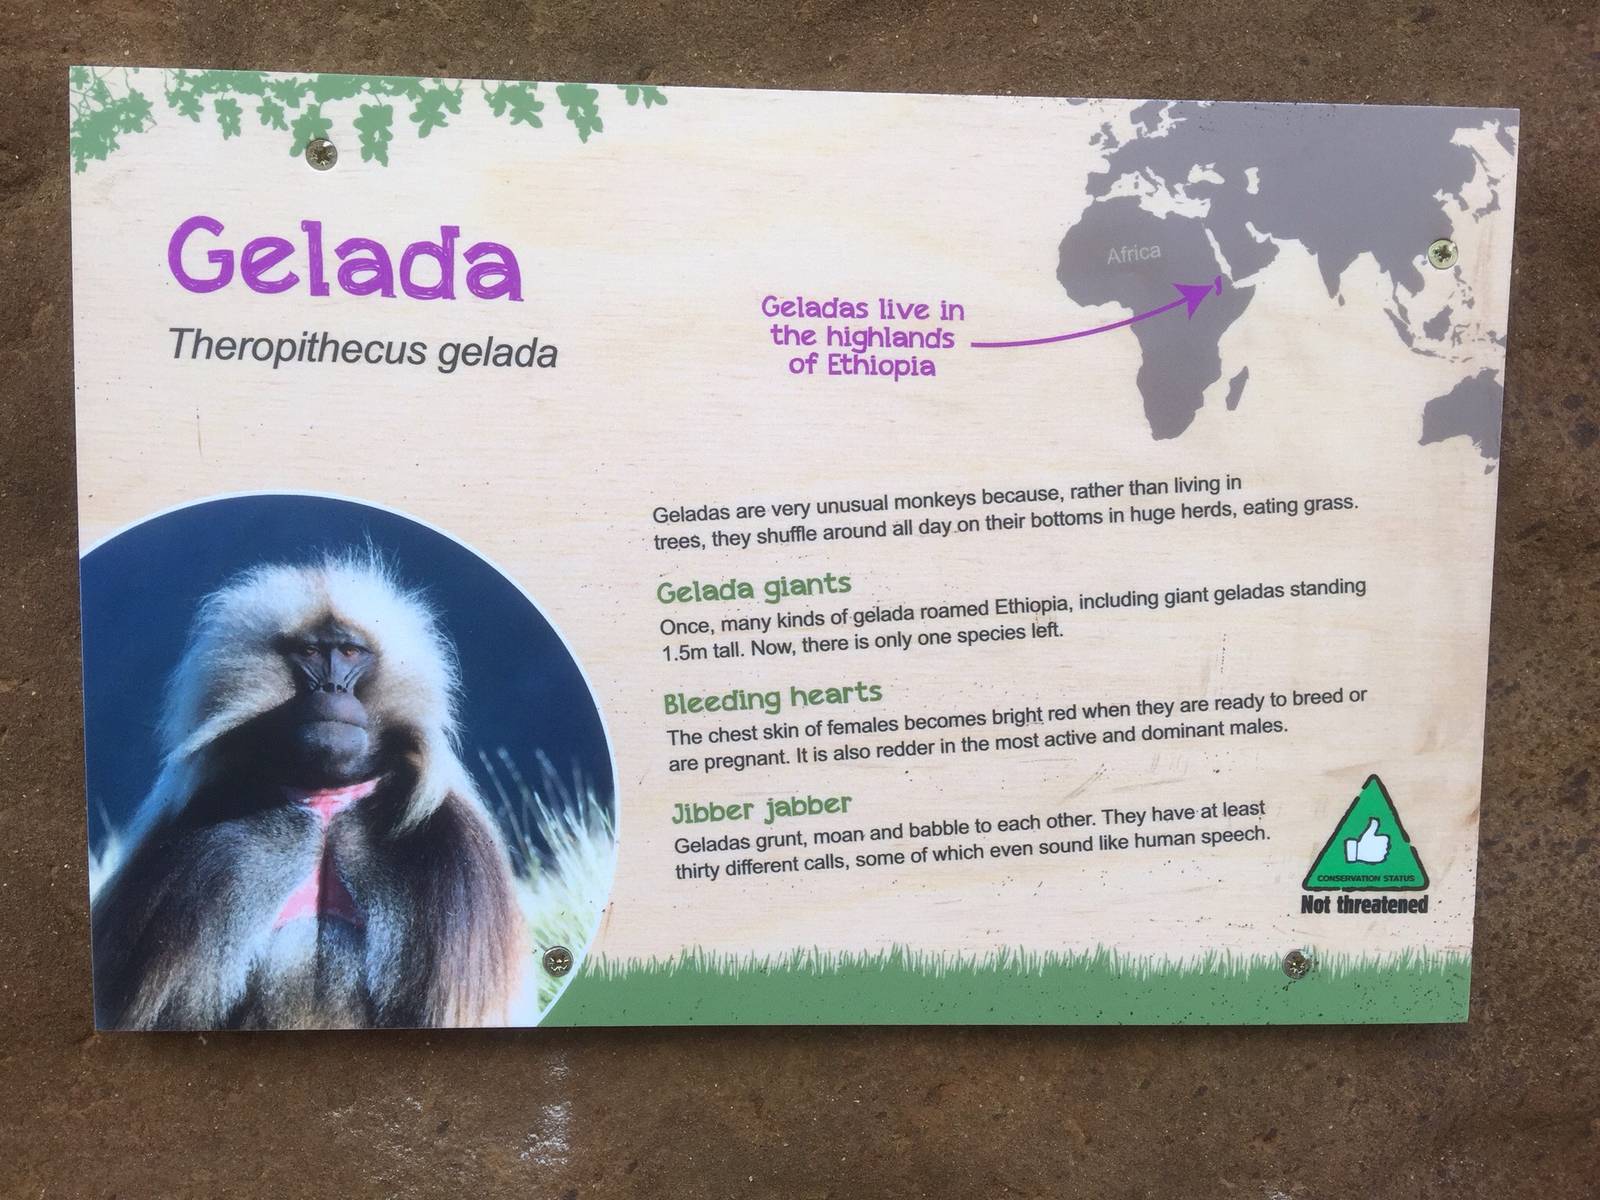 Gelada
Theropithecus gelada
Africa
Geladas live in
the highlands
of Ethiopia
Geladas are very unusual monkeys because, rather than living in
trees, they shuffle around all day on their bottoms in huge herds, eating grass.
Gelada giants
Once, many kinds of gelada roamed Ethiopia, including giant geladas standing
1.5m tall. Now, there is only one species left.
Bleeding hearts
The chest skin of females becomes bright red when they are ready to breed or
are pregnant. It is also redder in the most active and dominant males.
Jibber jabber
Geladas grunt, moan and babble to each other. They have at least
thirty different calls, some of which even sound like human speech.
CONSERVATION STATUS
Not threatened